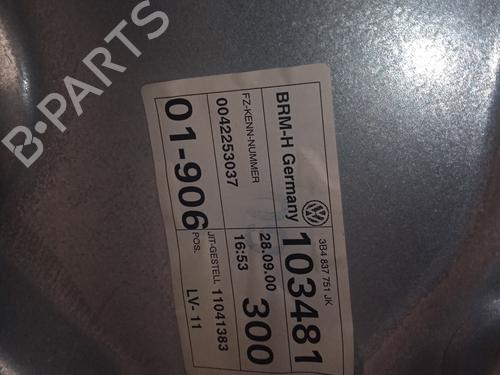 B-PARTS
BRM-H Germany
3B4 837 751 JK
103481
FZ-KENN-NUMMER
0042253037
28.09.00
16:53
300
01-906
JIT-GESTELL 11041383
POS.
LV-11